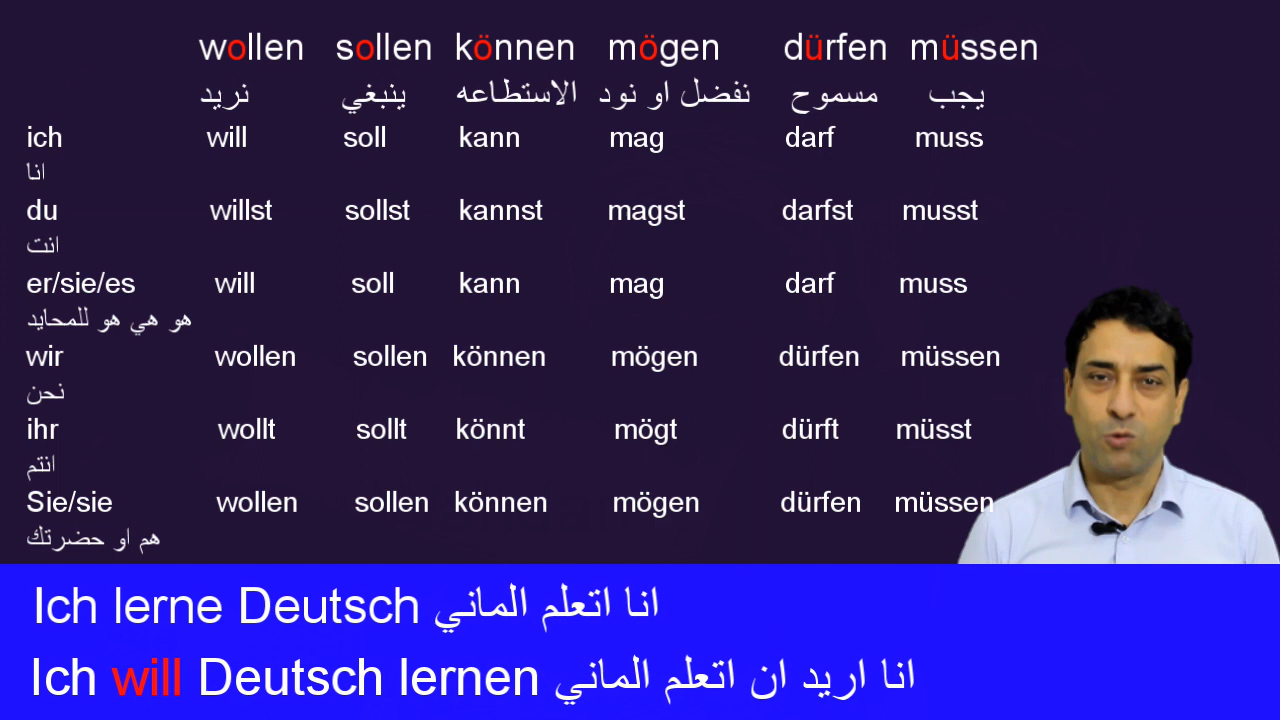 wollen sollen können mögen dürfen müssen
نريد ينبغي الاستطاعه نفضل او نود مسموح يجب
ich will soll kann mag darf muss
انا
du willst sollst kannst magst darfst musst
انت
er/sie/es will soll kann mag darf muss
هو هي هو للمحايد
wir wollen sollen können mögen dürfen müssen
نحن
ihr wollt sollt könnt mögt dürft müsst
انتم
Sie/sie wollen sollen können mögen dürfen müssen
هم او حضرتك
Ich lerne Deutsch انا اتعلم الماني
Ich will Deutsch lernen انا اريد ان اتعلم الماني